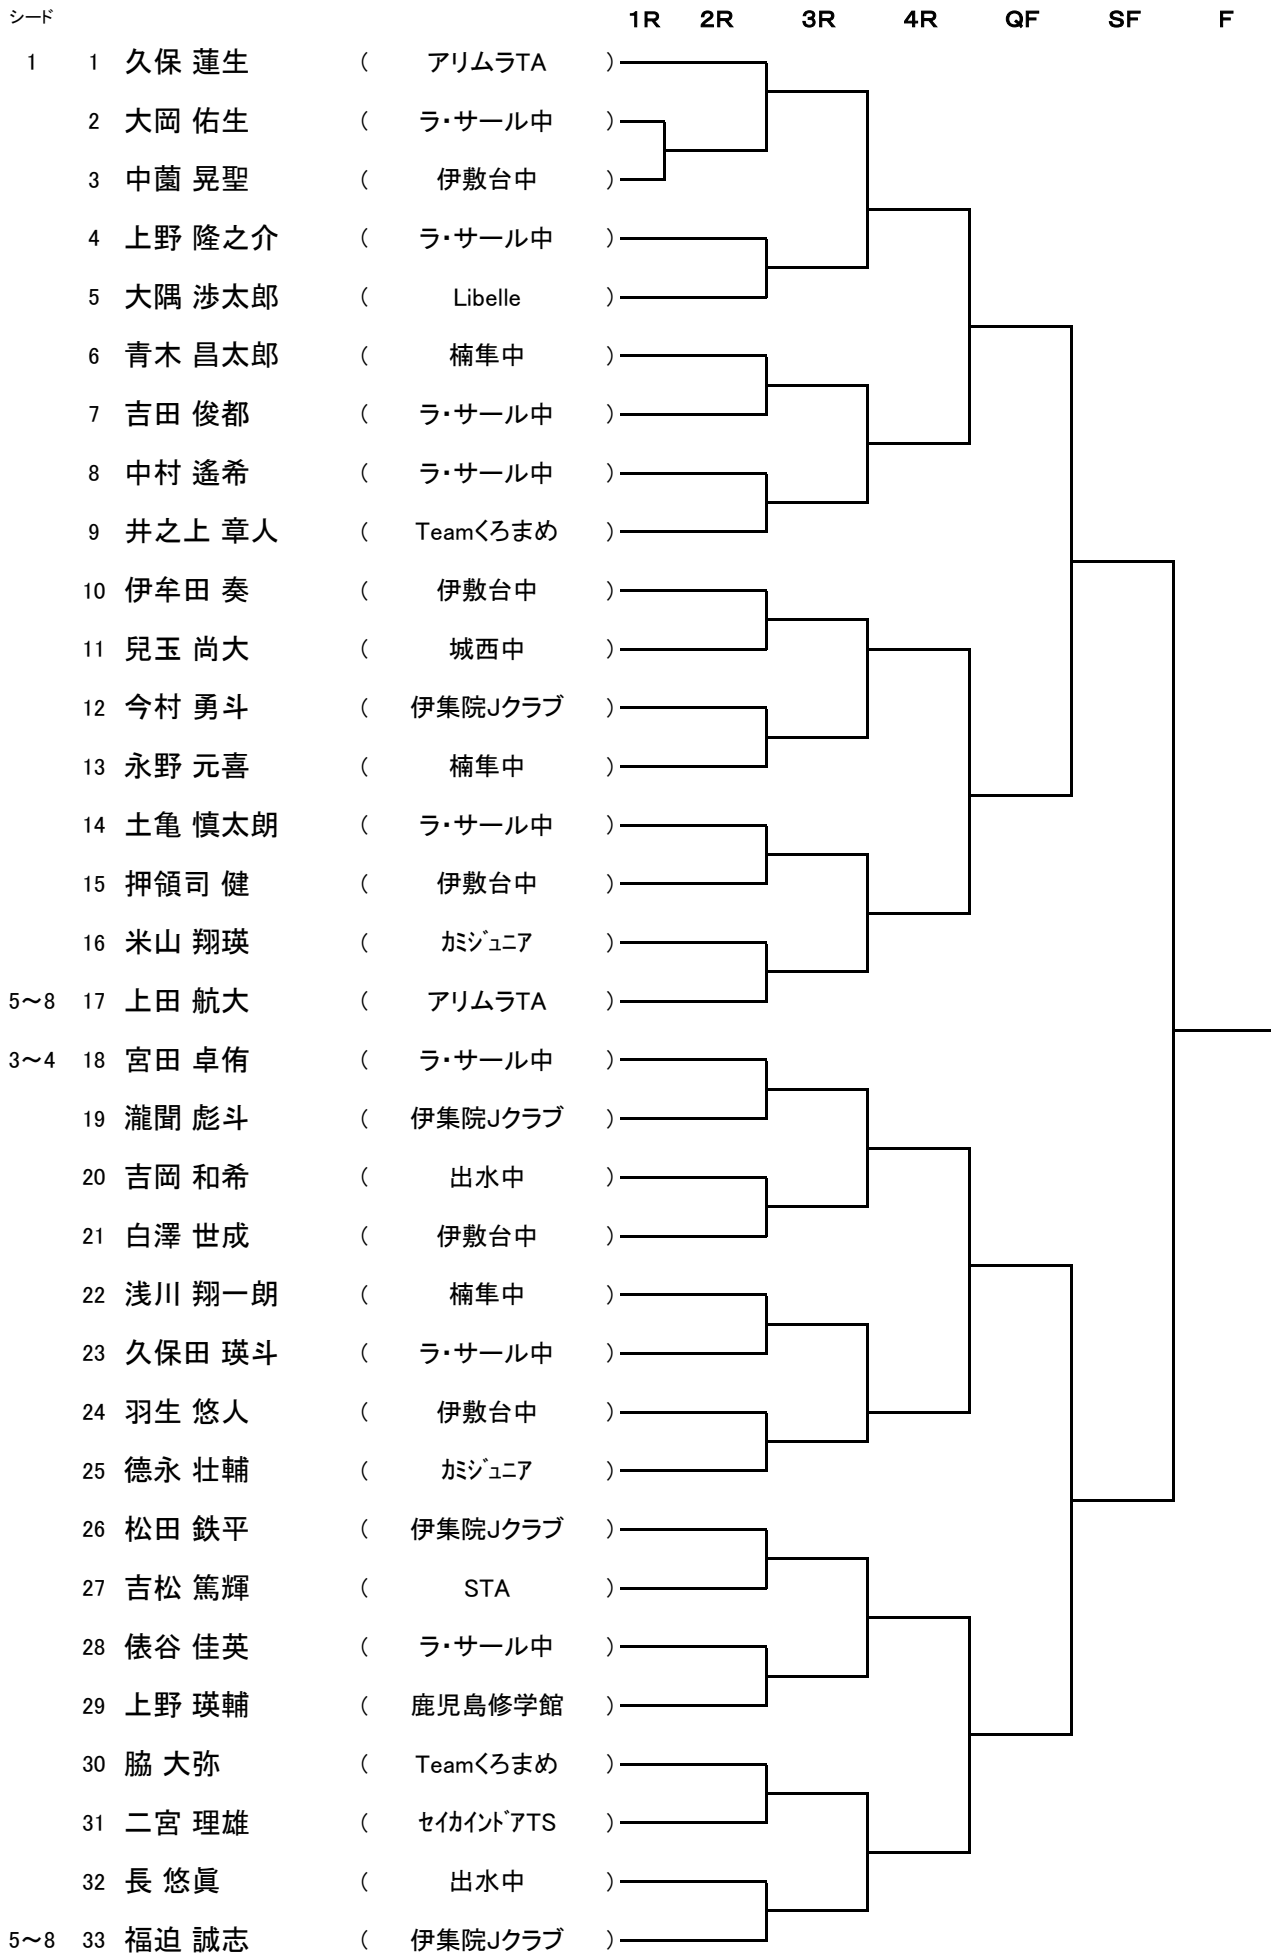 シード 1R 2R 3R 4R QF SF F
1 1 久保 蓮生 ( アリムラTA )
2 大岡 佑生 ( ラ・サール中 )
3 中薗 晃聖 ( 伊敷台中 )
4 上野 隆之介 ( ラ・サール中 )
5 大隅 渉太郎 ( Libelle )
6 青木 昌太郎 ( 楠隼中 )
7 吉田 俊都 ( ラ・サール中 )
8 中村 遙希 ( ラ・サール中 )
9 井之上 章人 ( Teamくろまめ )
10 伊牟田 奏 ( 伊敷台中 )
11 兒玉 尚大 ( 城西中 )
12 今村 勇斗 ( 伊集院Jクラブ )
13 永野 元喜 ( 楠隼中 )
14 土亀 慎太朗 ( ラ・サール中 )
15 押領司 健 ( 伊敷台中 )
16 米山 翔瑛 ( ｶﾐｼﾞｭﾆｱ )
5～8 17 上田 航大 ( アリムラTA )
3～4 18 宮田 卓侑 ( ラ・サール中 )
19 瀧聞 彪斗 ( 伊集院Jクラブ )
20 吉岡 和希 ( 出水中 )
21 白澤 世成 ( 伊敷台中 )
22 浅川 翔一朗 ( 楠隼中 )
23 久保田 瑛斗 ( ラ・サール中 )
24 羽生 悠人 ( 伊敷台中 )
25 德永 壮輔 ( ｶﾐｼﾞｭﾆｱ )
26 松田 鉄平 ( 伊集院Jクラブ )
27 吉松 篤輝 ( STA )
28 俵谷 佳英 ( ラ・サール中 )
29 上野 瑛輔 ( 鹿児島修学館 )
30 脇 大弥 ( Teamくろまめ )
31 二宮 理雄 ( ｾｲｶｲﾝﾄﾞｱTS )
32 長 悠眞 ( 出水中 )
5～8 33 福迫 誠志 ( 伊集院Jクラブ )